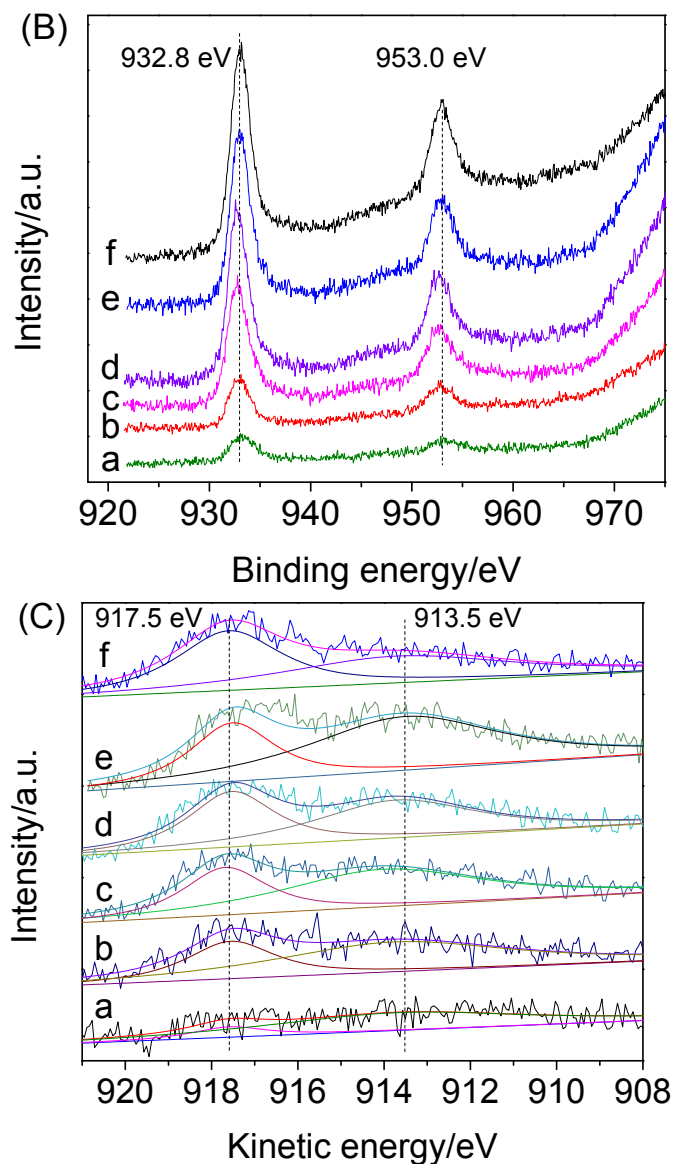 (B)
932.8 eV 953.0 eV
Intensity/a.u.
f
e
d
c
b
a
920 930 940 950 960 970
Binding energy/eV
(C)
917.5 eV 913.5 eV
Intensity/a.u.
f
e
d
c
b
a
920 918 916 914 912 910 908
Kinetic energy/eV